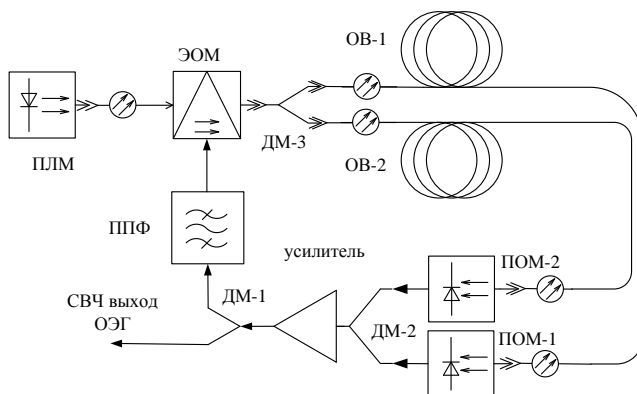 ОВ-1
ЭОМ
ДМ-3
ПЛМ
ОВ-2
ППФ
усилитель
ПОМ-2
СВЧ выход
ОЭГ
ДМ-1
ДМ-2
ПОМ-1